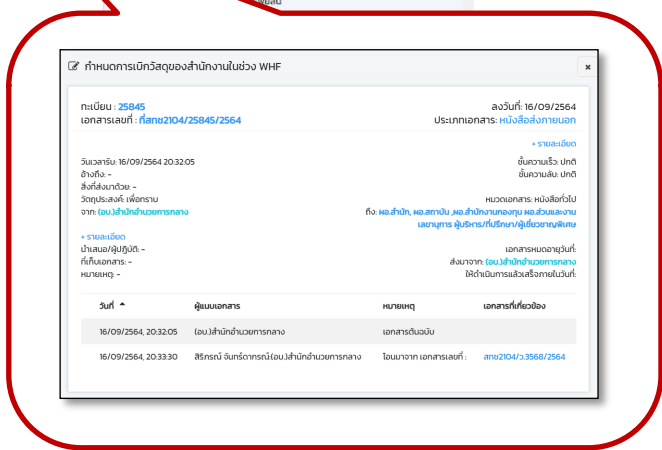 กำหนดการเบิกวัสดุของสำนักงานในช่วง WHF
×
ทะเบียน : 25845
ลงวันที่: 16/09/2564
เอกสารเลขที่ : ที่สกช2104/25845/2564
ประเภทเอกสาร: หนังสือส่งภายนอก
+ รายละเอียด
วันเวลารับ: 16/09/2564 20:32:05
ชั้นความเร็ว: ปกติ
อ้างถึง: -
ชั้นความลับ: ปกติ
สิ่งที่ส่งมาด้วย: -
วัตถุประสงค์: เพื่อทราบ
หมวดเอกสาร: หนังสือทั่วไป
จาก: (อบ.)สำนักอำนวยการกลาง
ถึง: ผอ.สำนัก, ผอ.สถาบัน ,ผอ.สำนักงานกองทุน ผอ.ส่วนและงาน
เลขานุการ ผู้บริหาร/ที่ปรึกษา/ผู้เชี่ยวชาญพิเศษ
+ รายละเอียด
นำเสนอ/ผู้ปฏิบัติ: -
เอกสารหมดอายุวันที่:
ที่เก็บเอกสาร: -
ส่งมาจาก: (อบ.)สำนักอำนวยการกลาง
หมายเหตุ: -
ให้ดำเนินการแล้วเสร็จภายในวันที่:
วันที่ ผู้แนบเอกสาร หมายเหตุ เอกสารที่เกี่ยวข้อง
16/09/2564, 20:32:05 (อบ.)สำนักอำนวยการกลาง เอกสารต้นฉบับ
16/09/2564, 20:33:30 สิริภรณ์ จันทร์ดาภรณ์(อบ.)สำนักอำนวยการกลาง โอนมาจาก เอกสารเลขที่ : สกช2104/ว.3568/2564